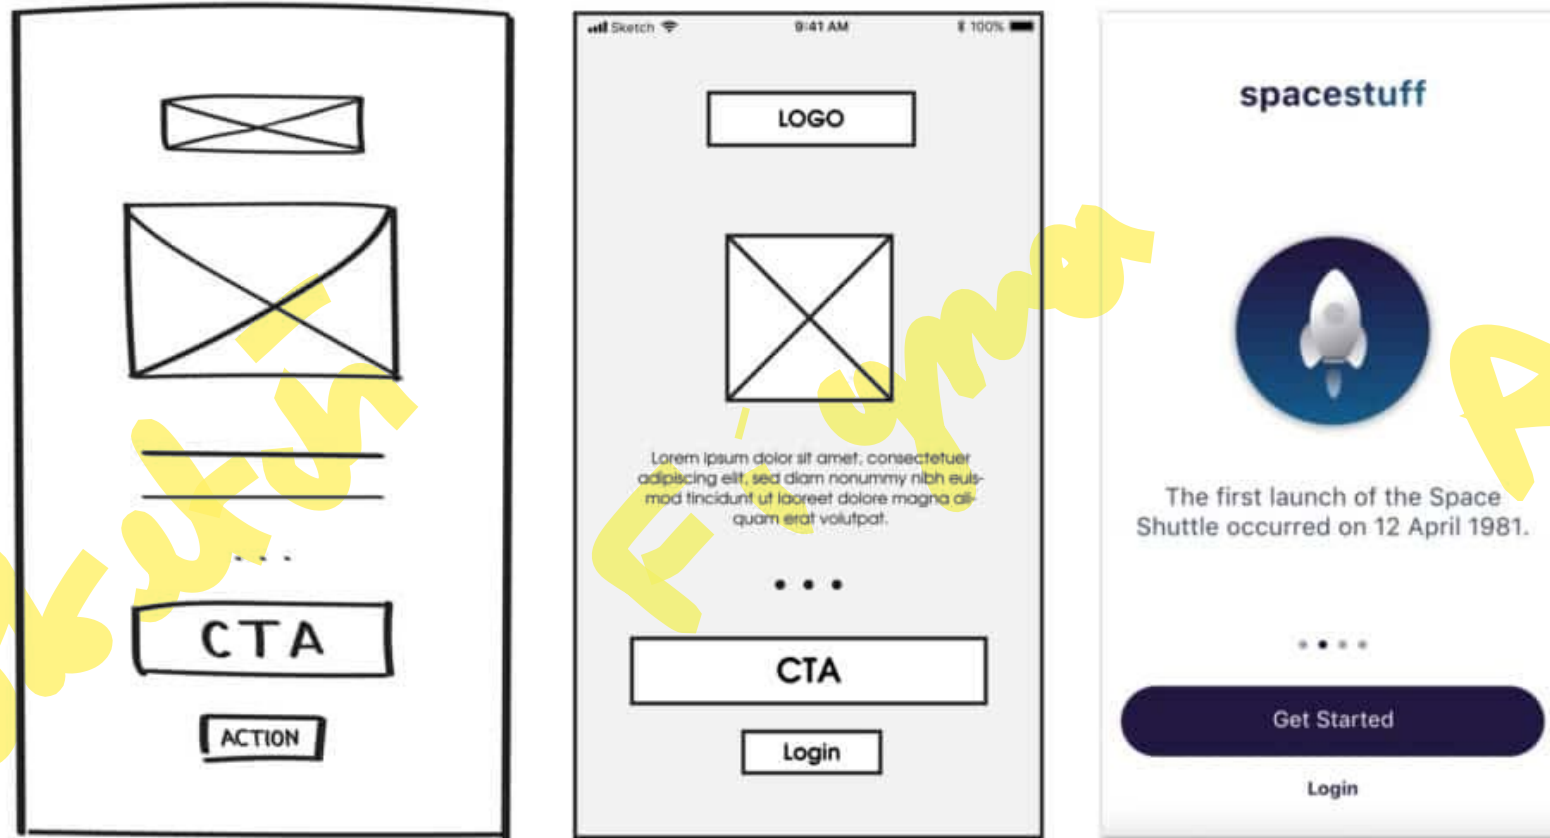 CTA
ACTION
Sketch 9:41 AM 100%
LOGO
Lorem ipsum dolor sit amet, consectetuer
adipiscing elit, sed diam nonummy nibh euis-
mod tincidunt ut laoreet dolore magna ali-
quam erat volutpat.
CTA
Login
Figma
spacestuff
The first launch of the Space
Shuttle occurred on 12 April 1981.
Get Started
Login